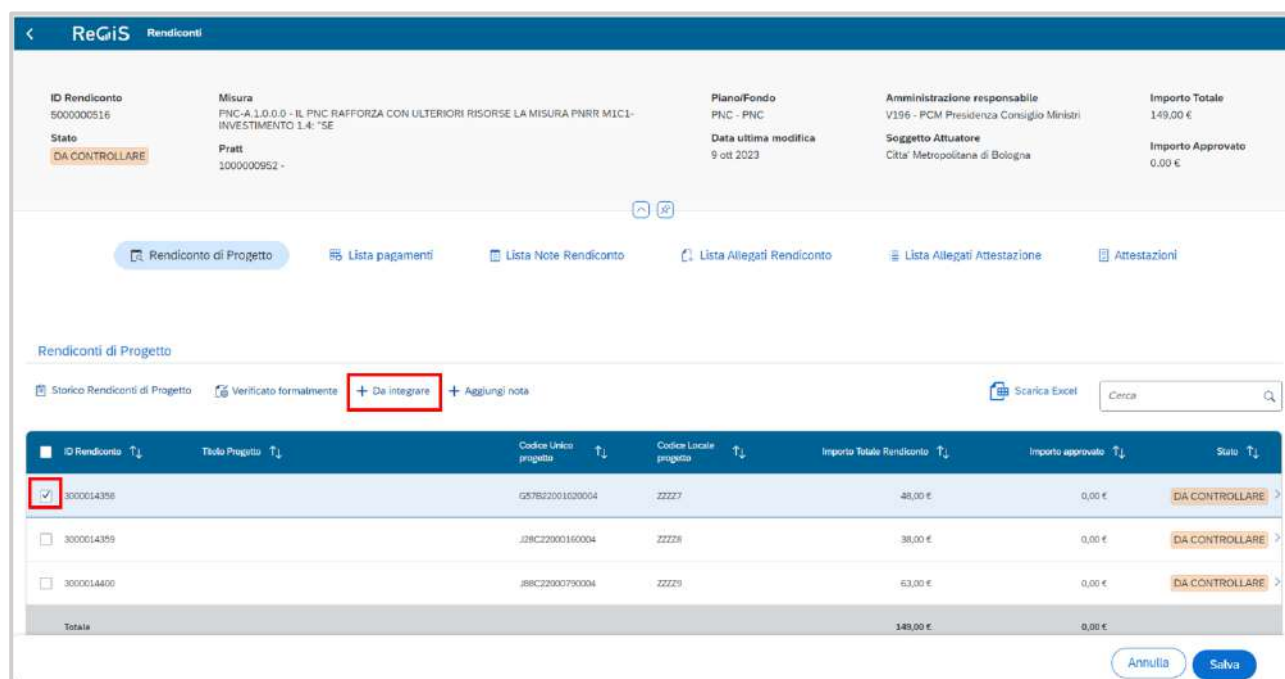 ReGiS Rendiconti
ID Rendiconto
5000000516
Stato
DA CONTROLLARE
Misura
PNC-A.1.0.0.0 - IL PNC RAFFORZA CON ULTERIORI RISORSE LA MISURA PNRR M1C1-
INVESTIMENTO 1.4: "SE
Pratt
1000000952 -
Piano/Fondo
PNC - PNC
Data ultima modifica
9 ott 2023
Amministrazione responsabile
V196 - PCM Presidenza Consiglio Ministri
Soggetto Attuatore
Citta' Metropolitana di Bologna
Importo Totale
149,00 €
Importo Approvato
0.00 €
Rendiconto di Progetto Lista pagamenti Lista Note Rendiconto Lista Allegati Rendiconto Lista Allegati Attestazione Attestazioni
Rendiconti di Progetto
Storico Rendiconti di Progetto Verificato formalmente + Da integrare + Aggiungi nota Scarica Excel Cerca
ID Rendiconto Titolo Progetto Codice Unico progetto Codice Locale progetto Importo Totale Rendiconto Importo approvato Stato
3000014358 G57B22001020004 ZZZZ7 48,00 € 0,00 € DA CONTROLLARE
3000014359 J28C22000160004 ZZZZ8 38,00 € 0,00 € DA CONTROLLARE
3000014400 J88C22000790004 ZZZZ9 63,00 € 0,00 € DA CONTROLLARE
Totale 149,00 € 0,00 €
Annulla Salva